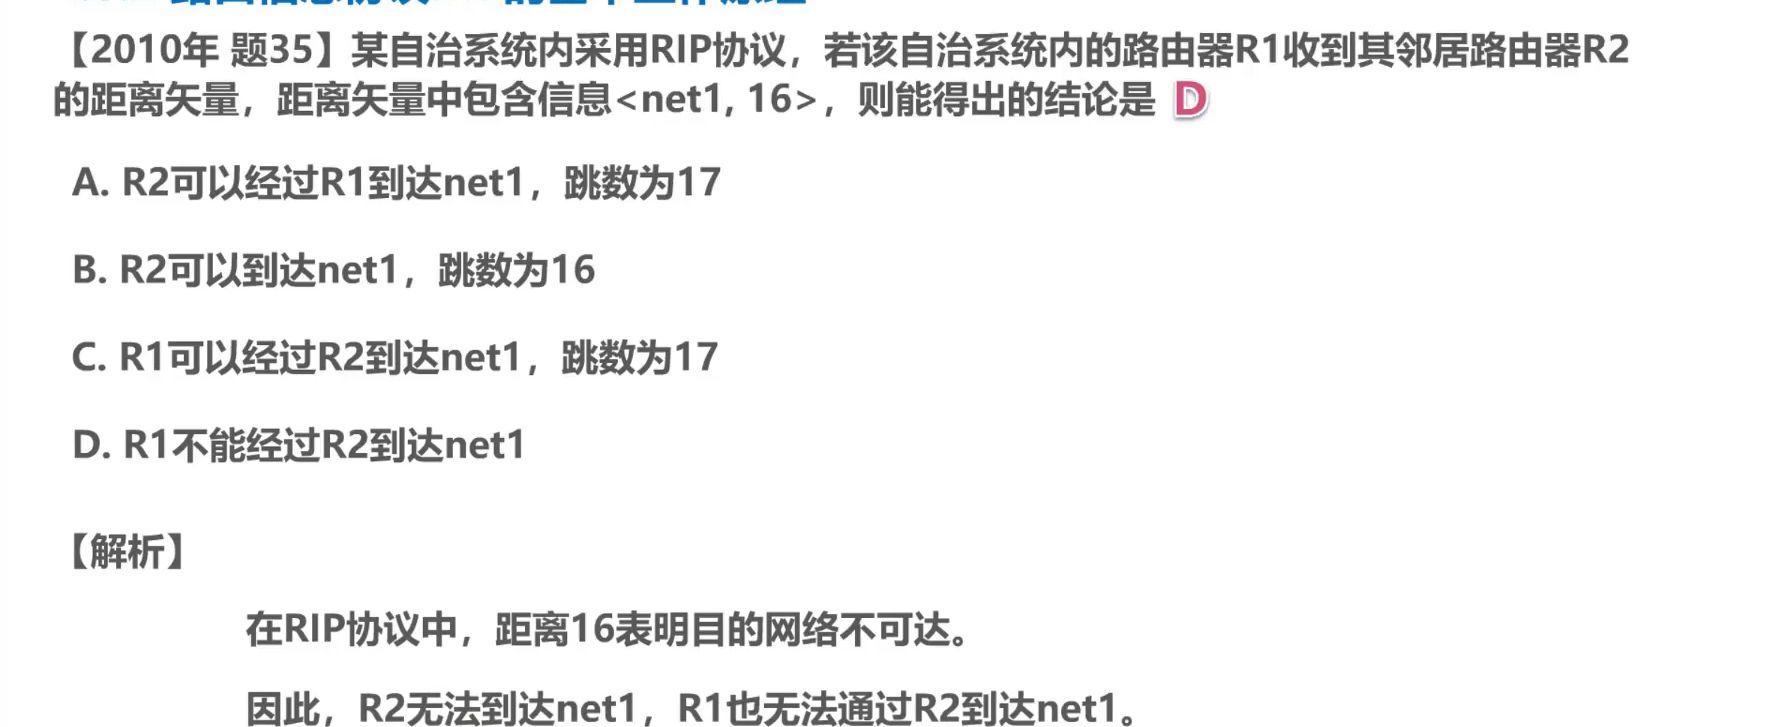 【2010年 题35】某自治系统内采用RIP协议，若该自治系统内的路由器R1收到其邻居路由器R2
的距离矢量，距离矢量中包含信息<net1, 16>，则能得出的结论是 D
A. R2可以经过R1到达net1，跳数为17
B. R2可以到达net1，跳数为16
C. R1可以经过R2到达net1，跳数为17
D. R1不能经过R2到达net1
【解析】
在RIP协议中，距离16表明目的网络不可达。
因此，R2无法到达net1，R1也无法通过R2到达net1。